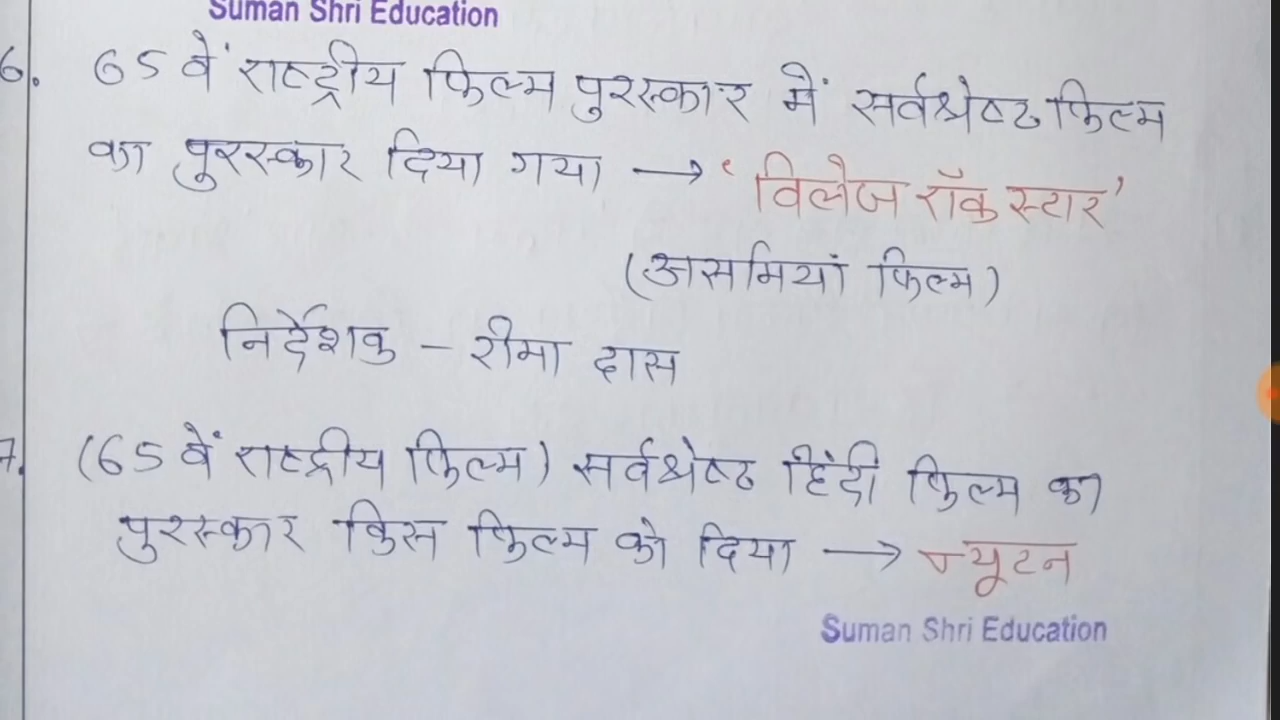 Suman Shri Education
6. 65 वें राष्ट्रीय फिल्म पुरस्कार में सर्वश्रेष्ठ फिल्म
का पुरस्कार दिया गया → 'विलेज रॉक स्टार'
(असमियां फिल्म)
निर्देशक - रीमा दास
7. (65 वें राष्ट्रीय फिल्म) सर्वश्रेष्ठ हिंदी फिल्म का
पुरस्कार किस फिल्म को दिया → न्यूटन
Suman Shri Education